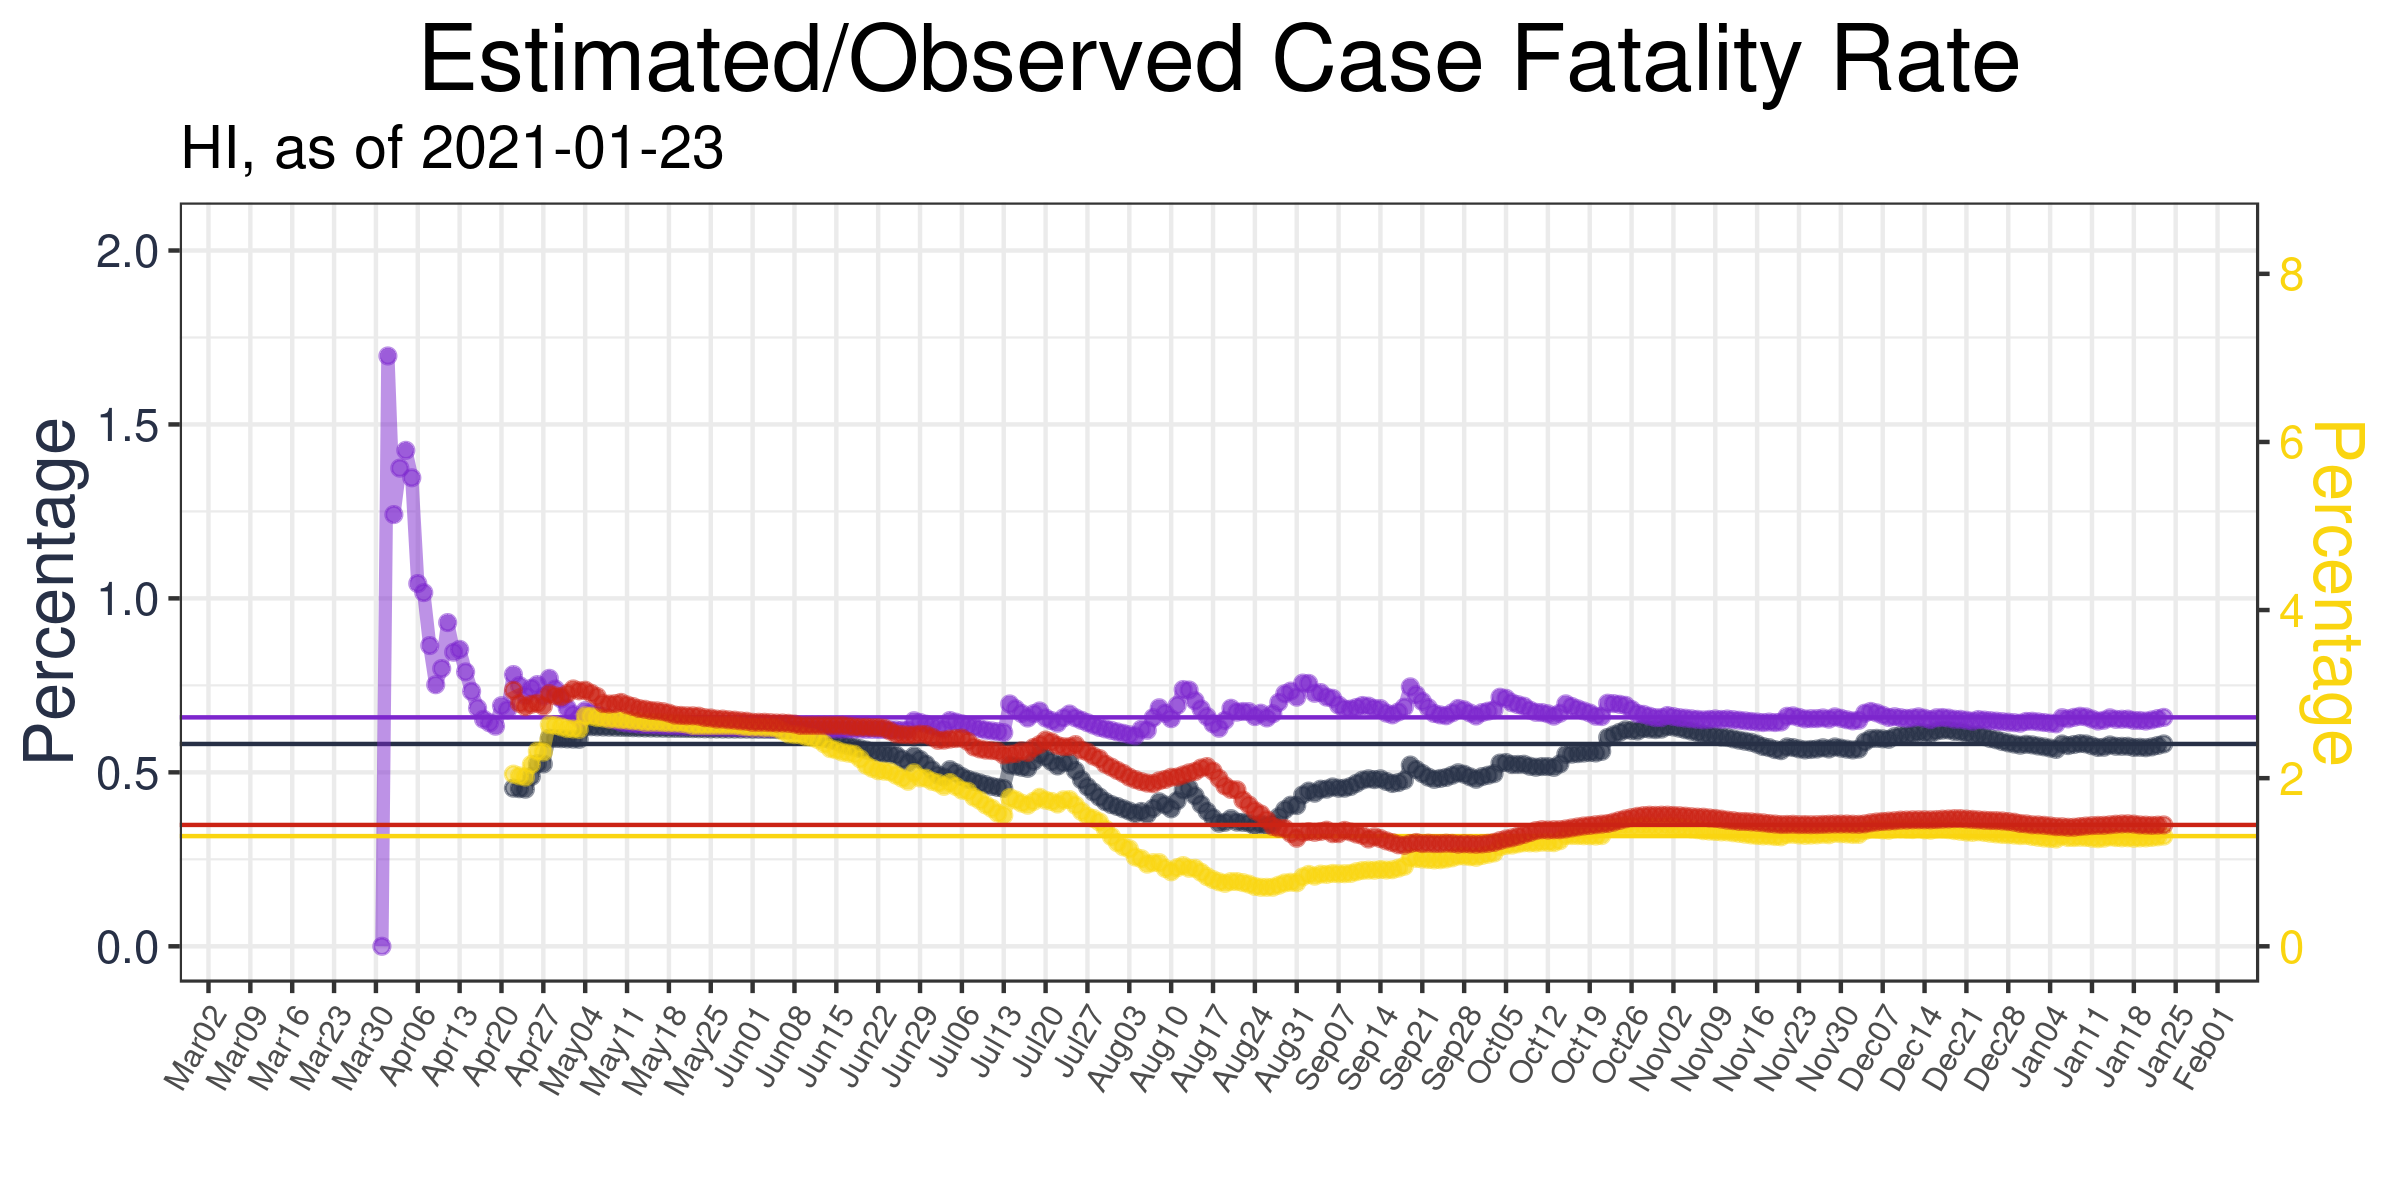 Estimated/Observed Case Fatality Rate
HI, as of 2021-01-23
Percentage
2.0
1.5
1.0
0.5
0.0
8
6
4
2
0
Percentage
Mar02
Mar09
Mar16
Mar23
Mar30
Apr06
Apr13
Apr20
Apr27
May04
May11
May18
May25
Jun01
Jun08
Jun15
Jun22
Jun29
Jul06
Jul13
Jul20
Jul27
Aug03
Aug10
Aug17
Aug24
Aug31
Sep07
Sep14
Sep21
Sep28
Oct05
Oct12
Oct19
Oct26
Nov02
Nov09
Nov16
Nov23
Nov30
Dec07
Dec14
Dec21
Dec28
Jan04
Jan11
Jan18
Jan25
Feb01